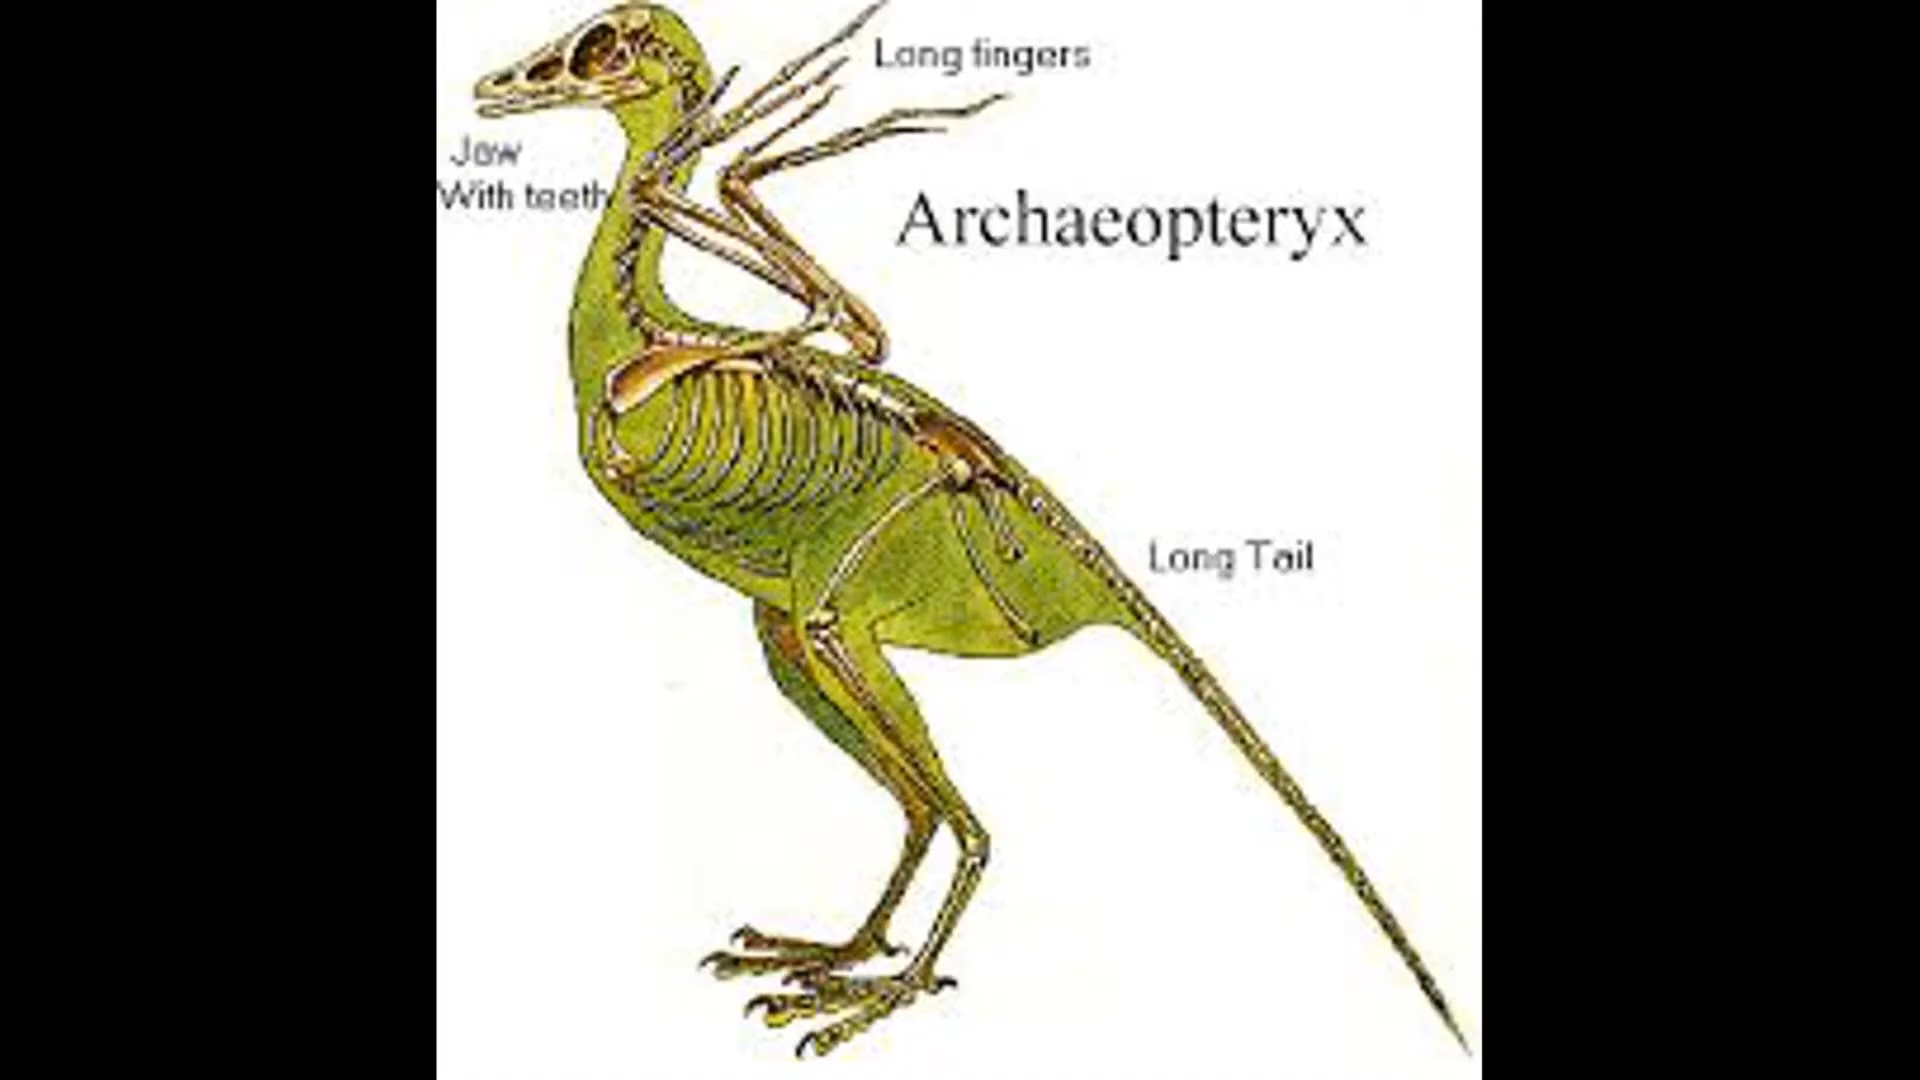 Long fingers
Jaw
With teeth
Archaeopteryx
Long Tail